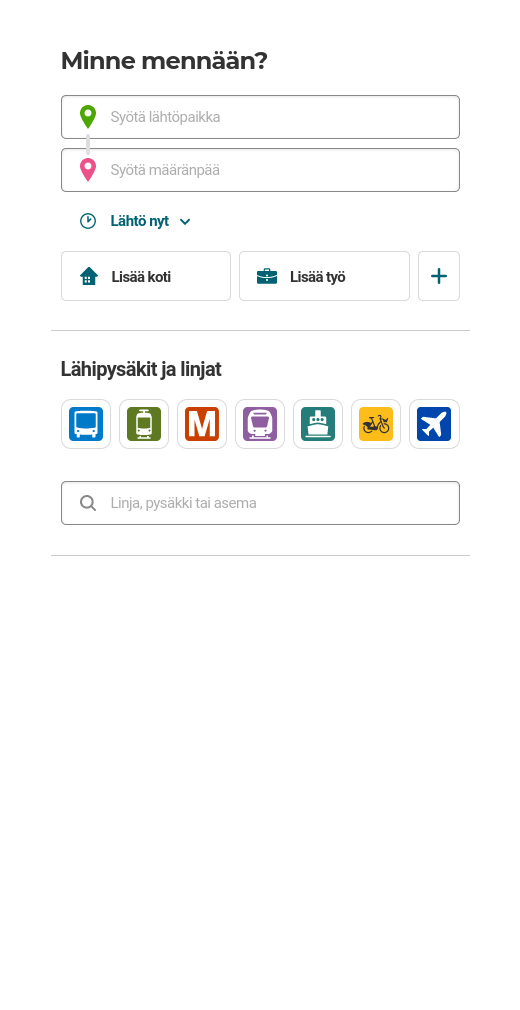 Minne mennään?
Syötä lähtöpaikka
Syötä määränpää
Lähtö nyt
Lisää koti
Lisää työ
Lähipysäkit ja linjat
M
Linja, pysäkki tai asema